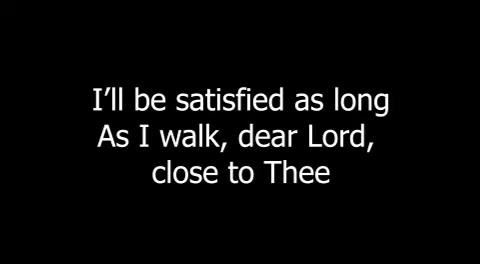 I’ll be satisfied as long
As I walk, dear Lord,
close to Thee